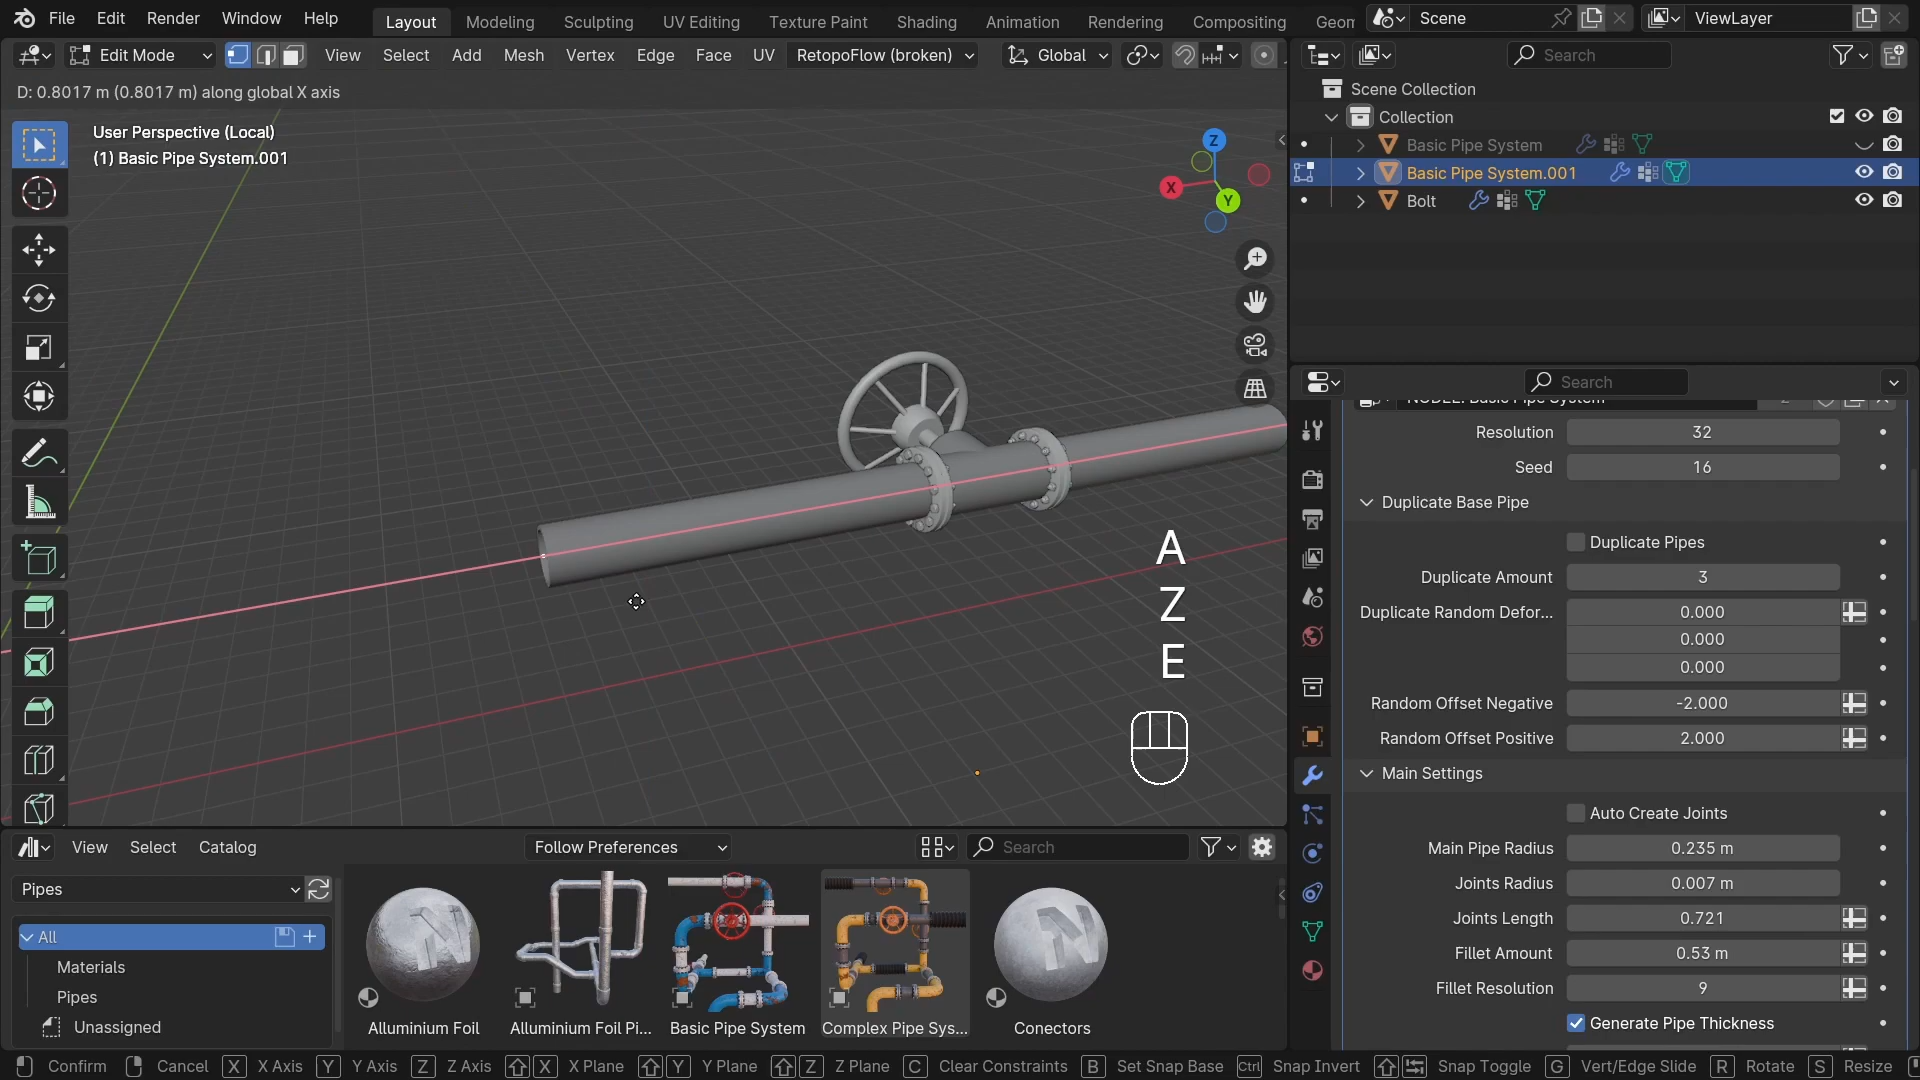 File Edit Render Window Help
Layout Modeling Sculpting UV Editing Texture Paint Shading Animation Rendering Compositing Geom
Scene
ViewLayer
Edit Mode
View Select Add Mesh Vertex Edge Face UV RetopoFlow (broken)
Global
D: 0.8017 m (0.8017 m) along global X axis
User Perspective (Local)
(1) Basic Pipe System.001
Z
X
Y
A
Z
E
Search
Scene Collection
Collection
Basic Pipe System
Basic Pipe System.001
Bolt
Search
Resolution 32
Seed 16
Duplicate Base Pipe
Duplicate Pipes
Duplicate Amount 3
Duplicate Random Defor... 0.000
0.000
0.000
Random Offset Negative -2.000
Random Offset Positive 2.000
Main Settings
Auto Create Joints
Main Pipe Radius 0.235 m
Joints Radius 0.007 m
Joints Length 0.721
Fillet Amount 0.53 m
Fillet Resolution 9
Generate Pipe Thickness
View Select Catalog
Follow Preferences
Search
Pipes
All
Materials
Pipes
Unassigned
Alluminium Foil
Alluminium Foil Pi...
Basic Pipe System
Complex Pipe Sys...
Conectors
Confirm Cancel X X Axis Y Y Axis Z Z Axis X X Plane Y Y Plane Z Z Plane C Clear Constraints B Set Snap Base Ctrl Snap Invert Snap Toggle G Vert/Edge Slide R Rotate S Resize